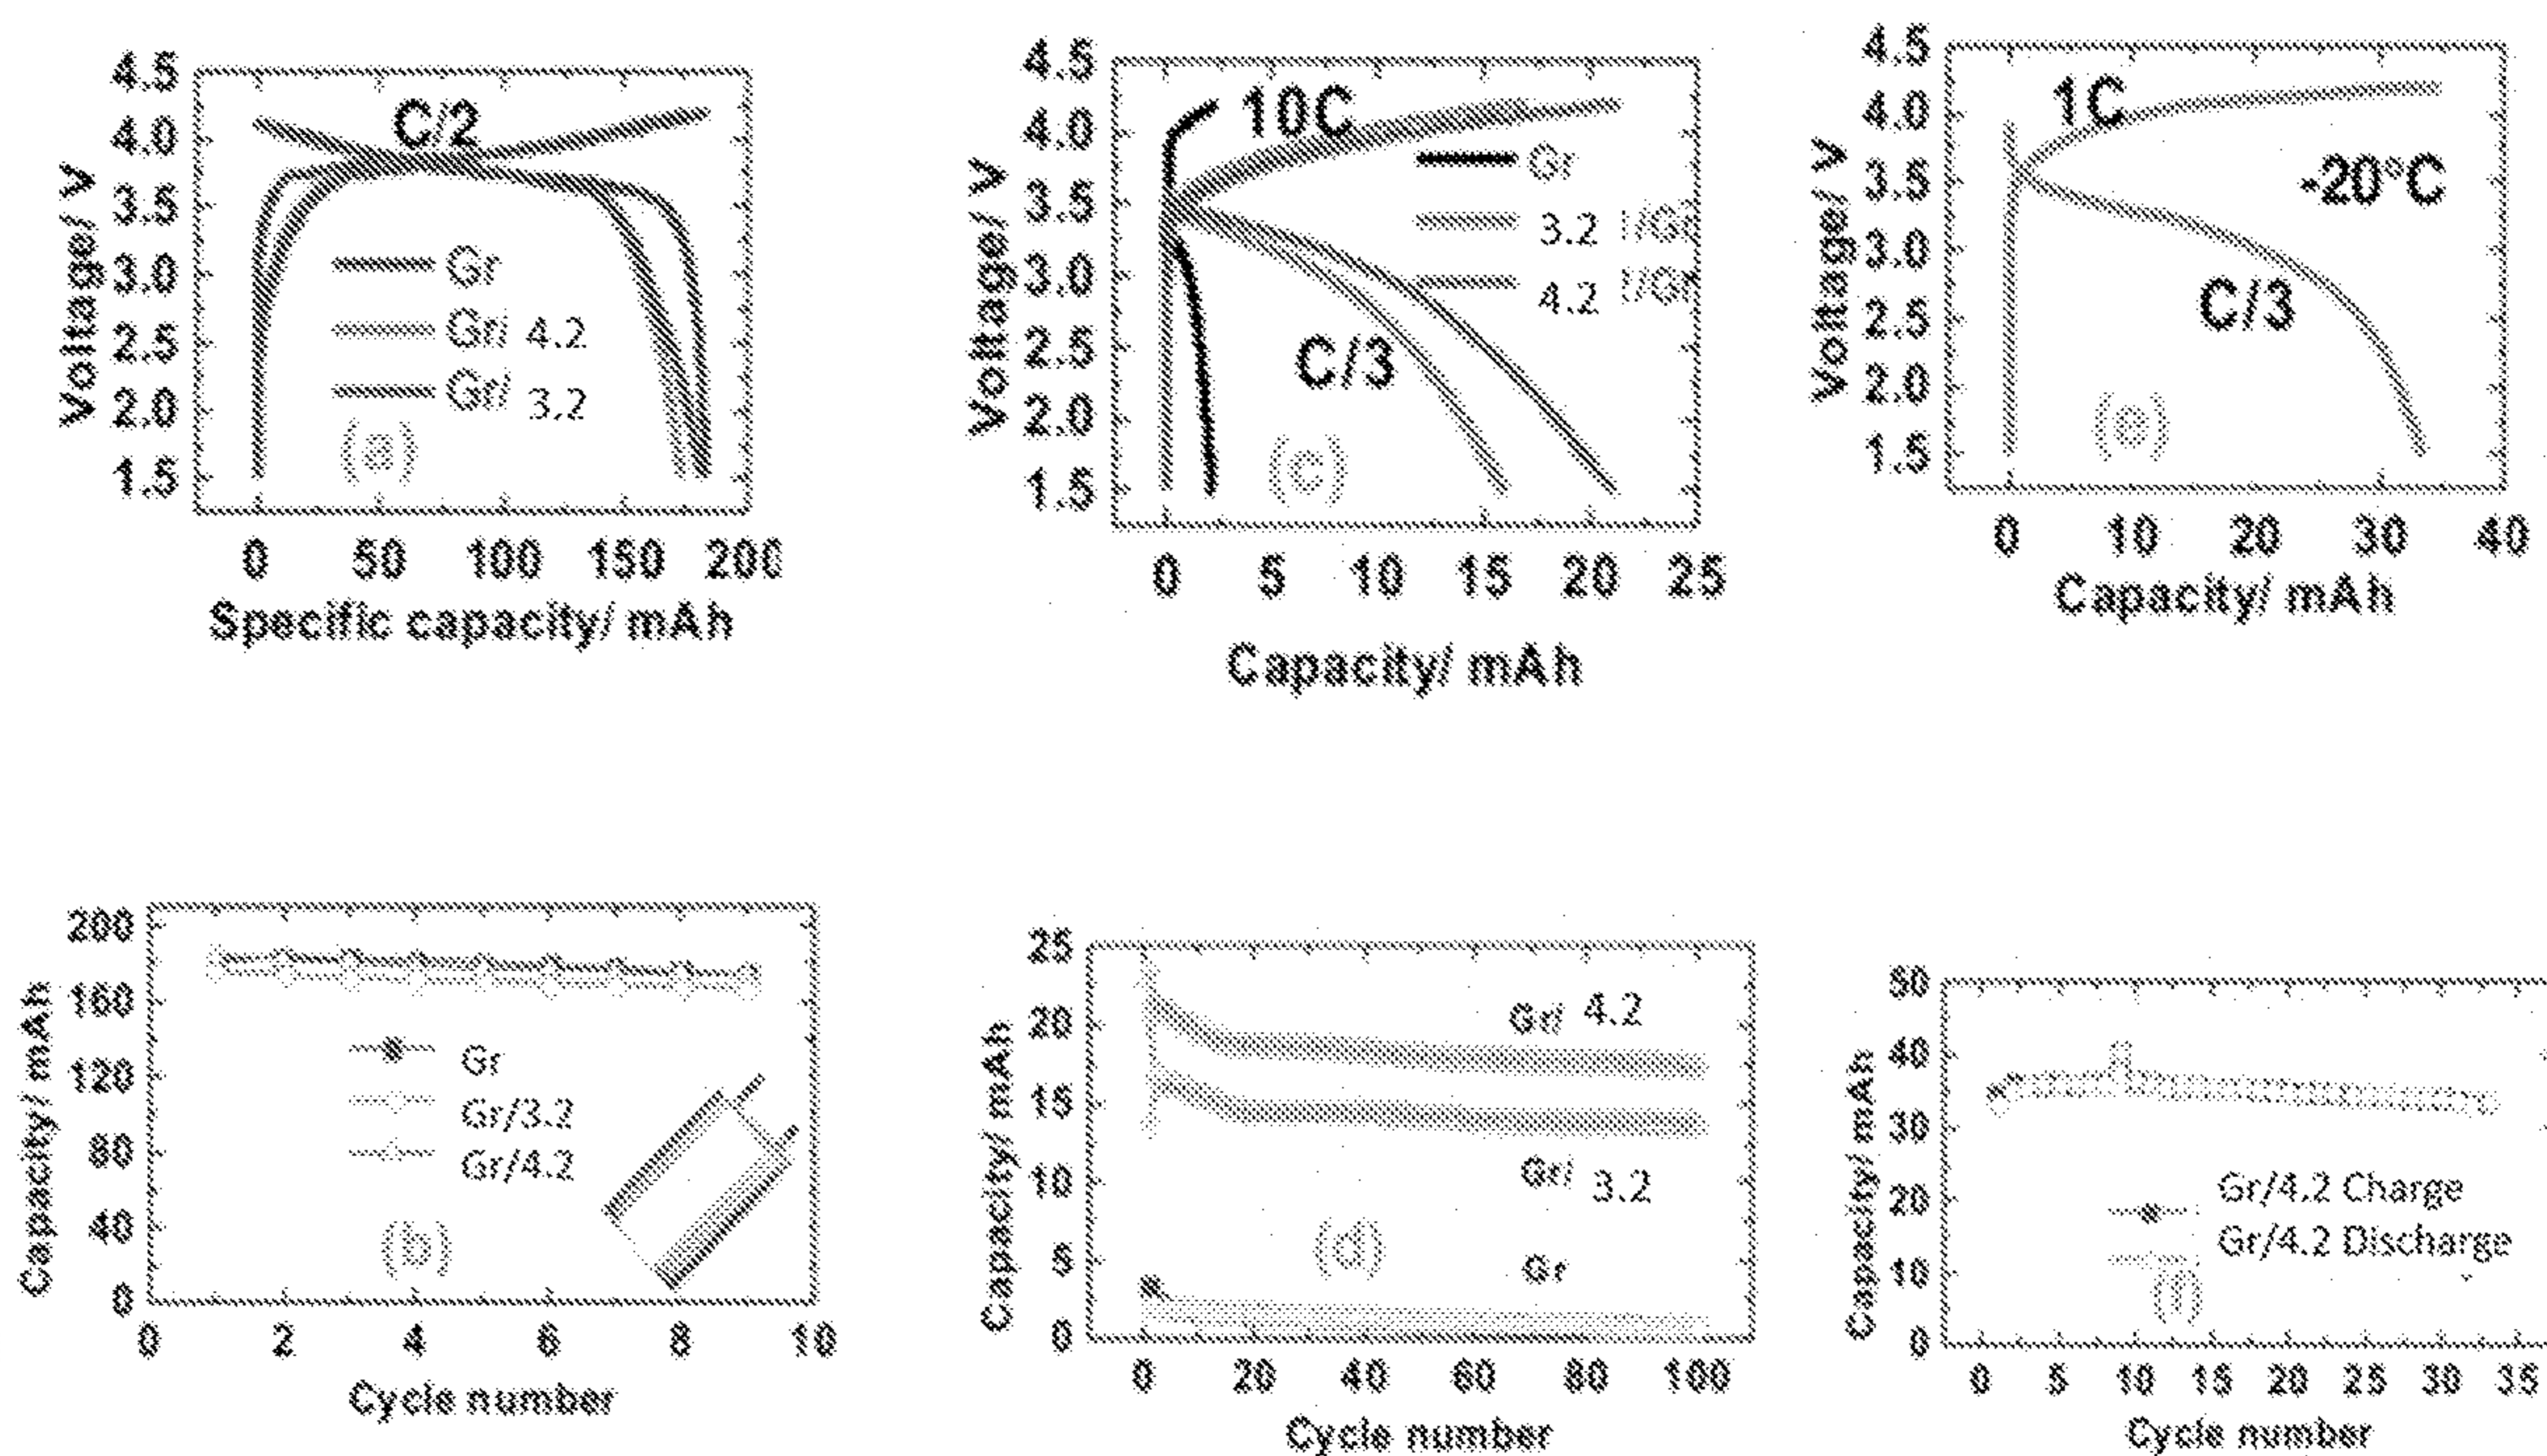 4.5
4.0
3.5
3.0
2.5
2.0
1.5
Voltage/ V
C/2
Gr
Gr/ 4.2
Gr/ 3.2
(a)
0 50 100 150 200
Specific capacity/ mAh
4.5
4.0
3.5
3.0
2.5
2.0
1.5
Voltage/ V
10C
Gr
3.2
4.2
C/3
(c)
0 5 10 15 20 25
Capacity/ mAh
4.5
4.0
3.5
3.0
2.5
2.0
1.5
Voltage/ V
1C
-20°C
C/3
(e)
0 10 20 30 40
Capacity/ mAh
200
160
120
80
40
0
Capacity/ mAh
Gr
Gr/3.2
Gr/4.2
(b)
0 2 4 6 8 10
Cycle number
25
20
15
10
5
0
Capacity/ mAh
Gr/ 4.2
Gr/ 3.2
(d)
Gr
0 20 40 60 80 100
Cycle number
50
40
30
20
10
0
Capacity/ mAh
Gr/4.2 Charge
Gr/4.2 Discharge
(f)
0 5 10 15 20 25 30 35
Cycle number